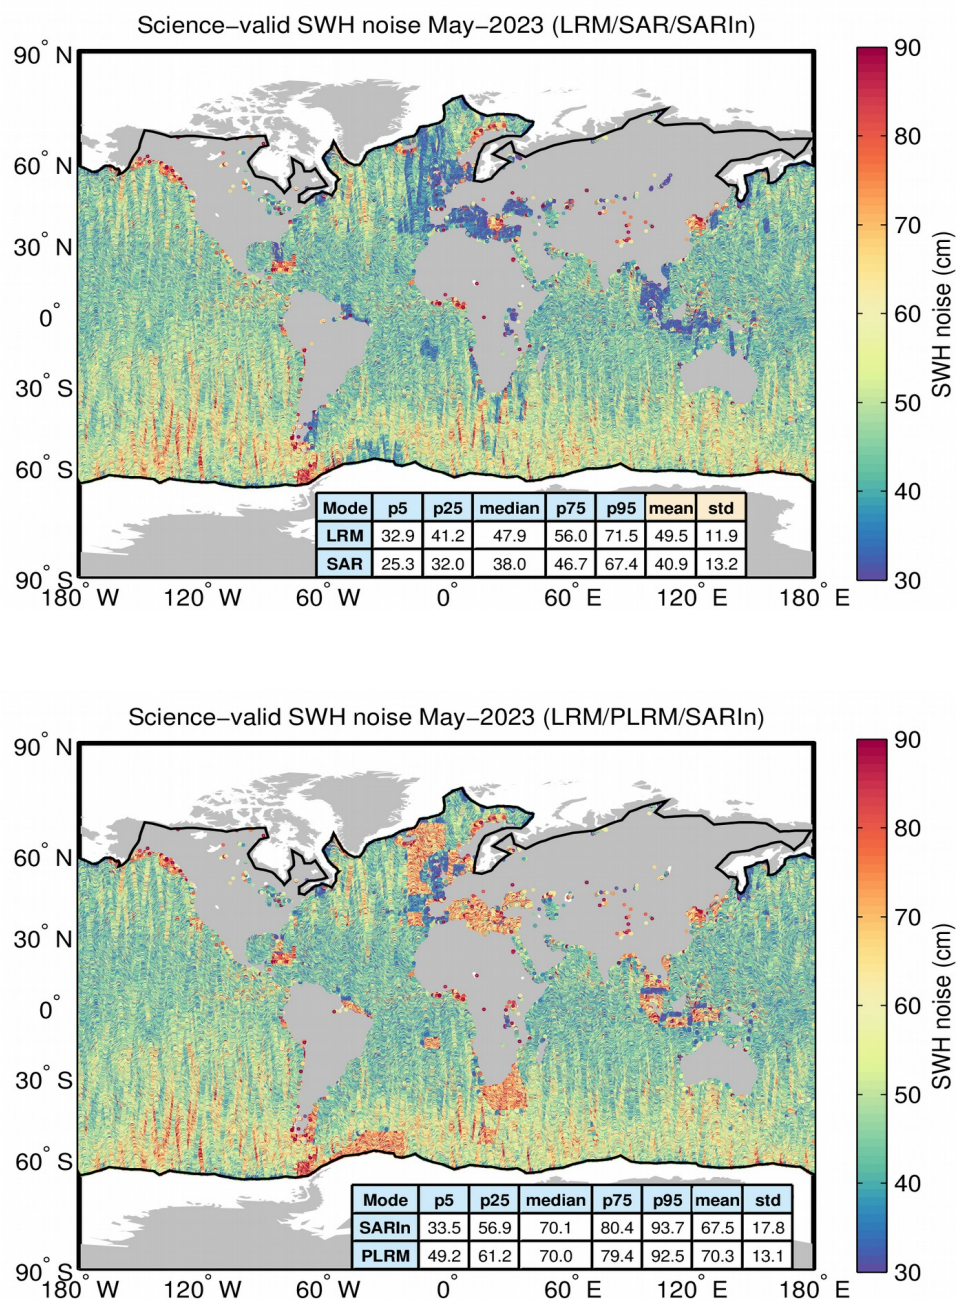 Science−valid SWH noise May−2023 (LRM/SAR/SARIn)
90° N
60° N
30° N
0°
30° S
60° S
90° S
180° W 120° W 60° W 0° 60° E 120° E 180° E
90
80
70
60
50
40
30
SWH noise (cm)
Mode p5 p25 median p75 p95 mean std
LRM 32.9 41.2 47.9 56.0 71.5 49.5 11.9
SAR 25.3 32.0 38.0 46.7 67.4 40.9 13.2
Science−valid SWH noise May−2023 (LRM/PLRM/SARIn)
90° N
60° N
30° N
0°
30° S
60° S
90° S
180° W 120° W 60° W 0° 60° E 120° E 180° E
90
80
70
60
50
40
30
SWH noise (cm)
Mode p5 p25 median p75 p95 mean std
SARIn 33.5 56.9 70.1 80.4 93.7 67.5 17.8
PLRM 49.2 61.2 70.0 79.4 92.5 70.3 13.1